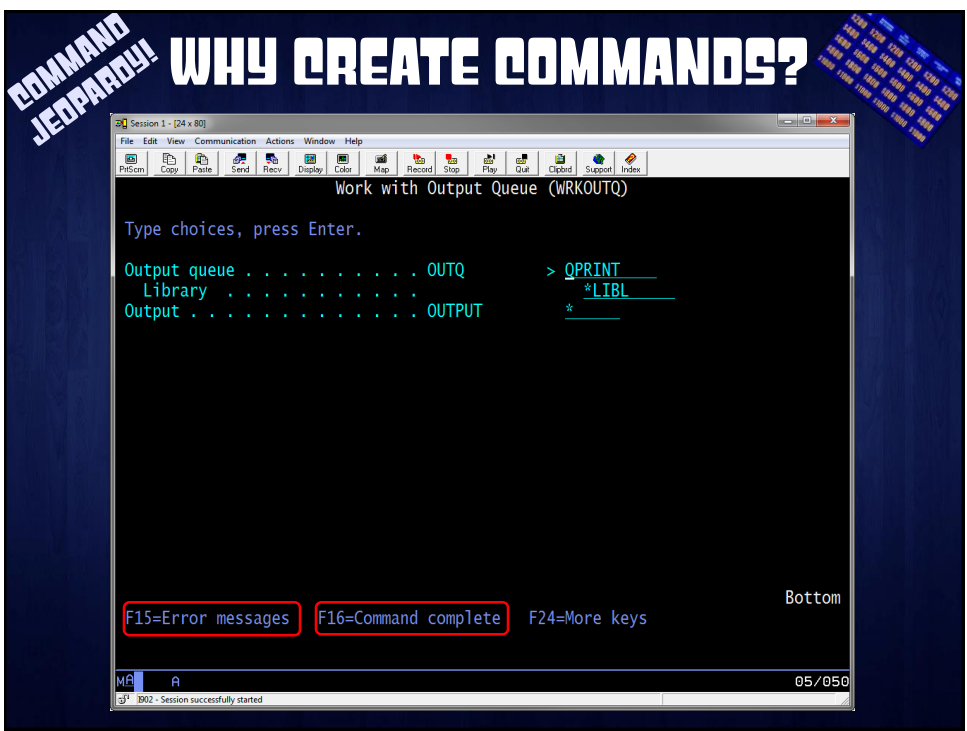 COMMAND
JEOPARDY!
WHY CREATE COMMANDS?
Session 1 - [24 x 80]
File Edit View Communication Actions Window Help
PrtScrn Copy Paste Send Recv Display Color Map Record Stop Play Quit Clipbrd Support Index
Work with Output Queue (WRKOUTQ)
Type choices, press Enter.
Output queue . . . . . . . . . . OUTQ > QPRINT
Library . . . . . . . . . . .
*LIBL
Output . . . . . . . . . . . . . OUTPUT *
Bottom
F15=Error messages F16=Command complete F24=More keys
MA A 05/050
I902 - Session successfully started